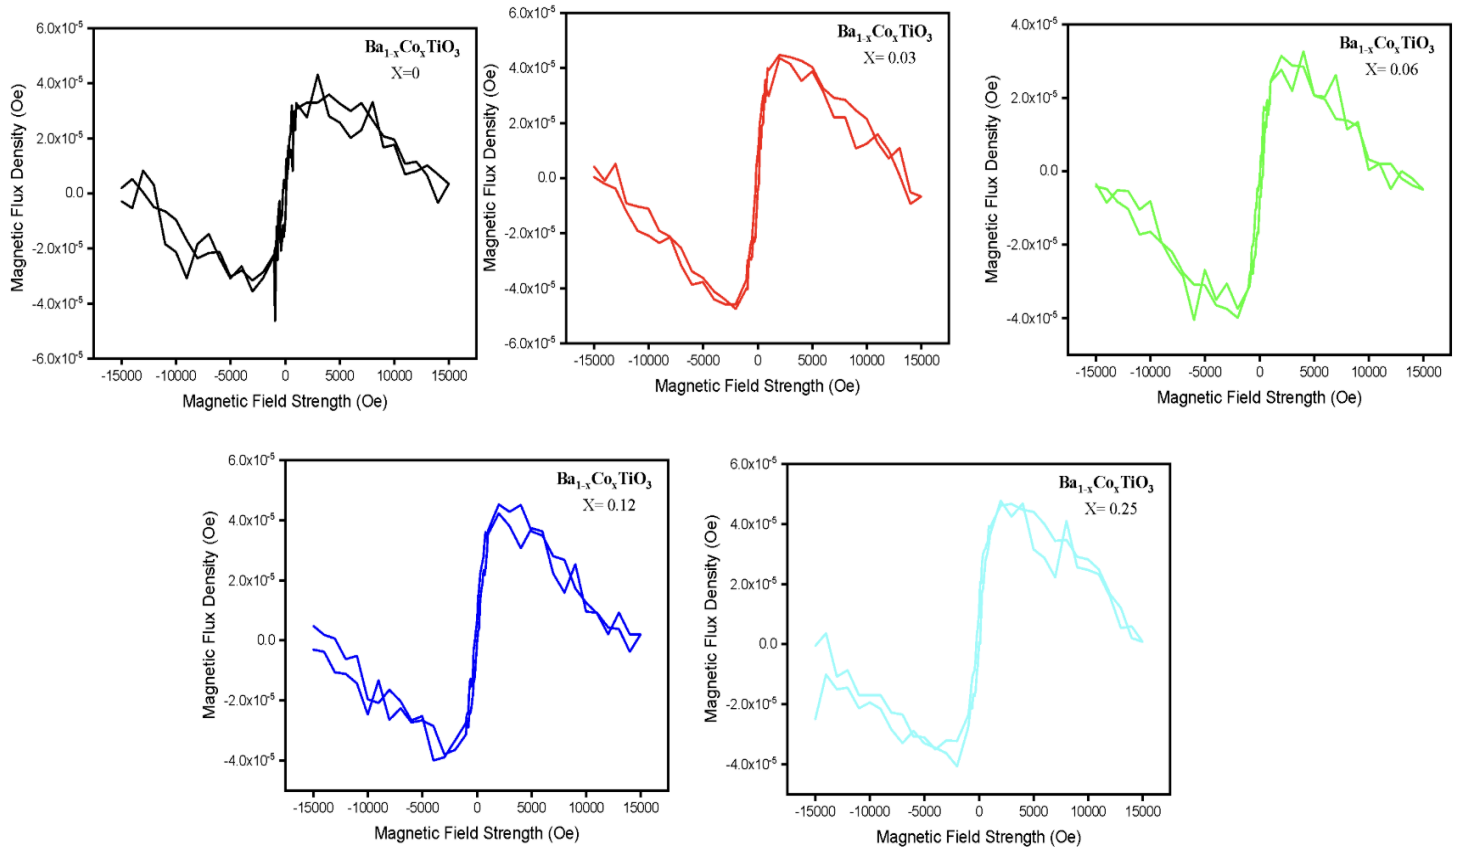 Ba₁₋ₓCoₓTiO₃
X=0
6.0x10⁻⁵
4.0x10⁻⁵
2.0x10⁻⁵
0.0
-2.0x10⁻⁵
-4.0x10⁻⁵
-6.0x10⁻⁵
Magnetic Flux Density (Oe)
-15000 -10000 -5000 0 5000 10000 15000
Magnetic Field Strength (Oe)
Ba₁₋ₓCoₓTiO₃
X= 0.03
6.0x10⁻⁵
4.0x10⁻⁵
2.0x10⁻⁵
0.0
-2.0x10⁻⁵
-4.0x10⁻⁵
-6.0x10⁻⁵
Magnetic Flux Density (Oe)
-15000 -10000 -5000 0 5000 10000 15000
Magnetic Field Strength (Oe)
Ba₁₋ₓCoₓTiO₃
X= 0.06
4.0x10⁻⁵
2.0x10⁻⁵
0.0
-2.0x10⁻⁵
-4.0x10⁻⁵
Magnetic Flux Density (Oe)
-15000 -10000 -5000 0 5000 10000 15000
Magnetic Field Strength (Oe)
Ba₁₋ₓCoₓTiO₃
X= 0.12
6.0x10⁻⁵
4.0x10⁻⁵
2.0x10⁻⁵
0.0
-2.0x10⁻⁵
-4.0x10⁻⁵
Magnetic Flux Density (Oe)
-15000 -10000 -5000 0 5000 10000 15000
Magnetic Field Strength (Oe)
Ba₁₋ₓCoₓTiO₃
X= 0.25
6.0x10⁻⁵
4.0x10⁻⁵
2.0x10⁻⁵
0.0
-2.0x10⁻⁵
-4.0x10⁻⁵
Magnetic Flux Density (Oe)
-15000 -10000 -5000 0 5000 10000 15000
Magnetic Field Strength (Oe)